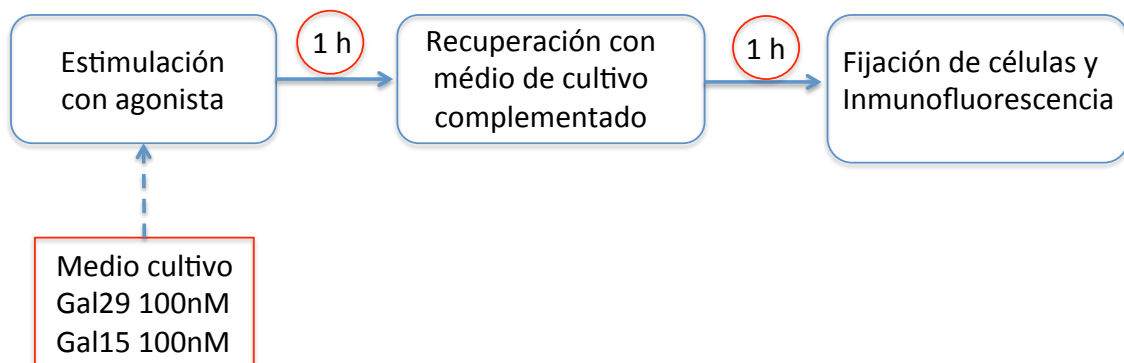 Estimulación
con agonista
1 h
Recuperación con
médio de cultivo
complementado
1 h
Fijación de células y
Inmunofluorescencia
Medio cultivo
Gal29 100nM
Gal15 100nM